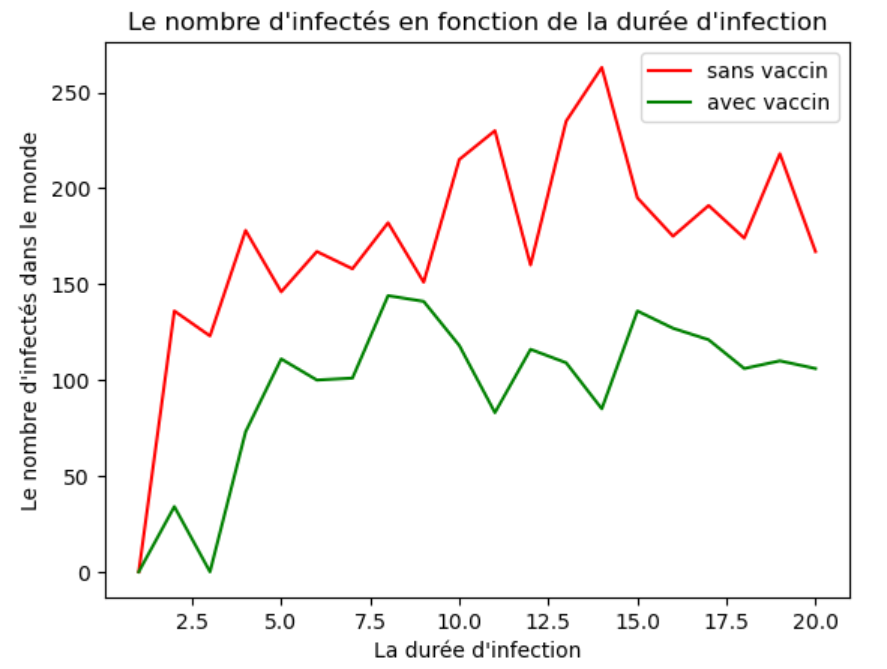 Le nombre d'infectés en fonction de la durée d'infection
sans vaccin
avec vaccin
Le nombre d'infectés dans le monde
250
200
150
100
50
0
2.5 5.0 7.5 10.0 12.5 15.0 17.5 20.0
La durée d'infection